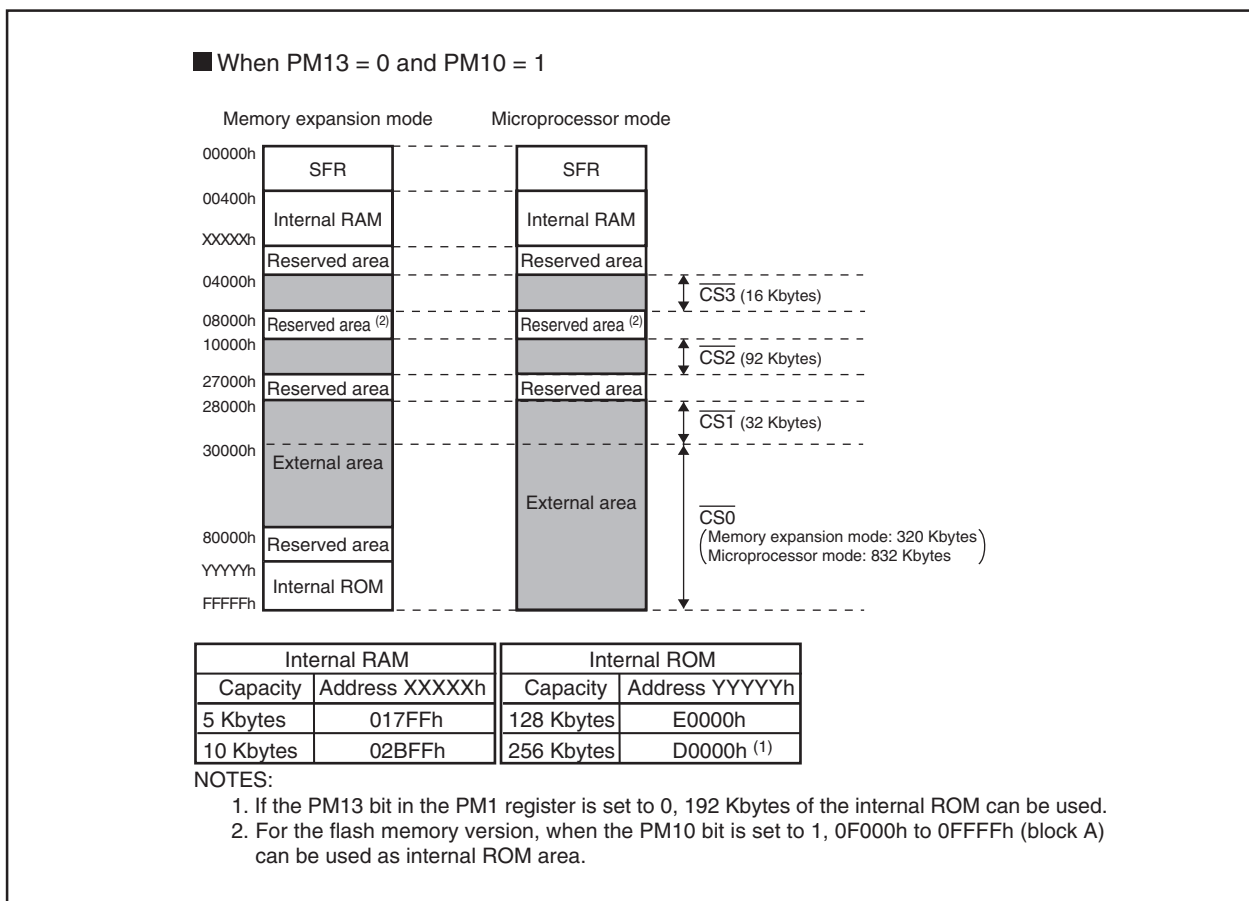 ■ When PM13 = 0 and PM10 = 1
Memory expansion mode
Microprocessor mode
00000h
SFR
SFR
00400h
Internal RAM
Internal RAM
XXXXXh
Reserved area
Reserved area
04000h
CS3 (16 Kbytes)
08000h
Reserved area (2)
Reserved area (2)
10000h
CS2 (92 Kbytes)
27000h
Reserved area
Reserved area
28000h
CS1 (32 Kbytes)
30000h
External area
External area
CS0
(Memory expansion mode: 320 Kbytes
Microprocessor mode: 832 Kbytes)
80000h
Reserved area
YYYYYh
Internal ROM
FFFFFh
Internal RAM
Internal ROM
Capacity Address XXXXXh Capacity Address YYYYYh
5 Kbytes 017FFh 128 Kbytes E0000h
10 Kbytes 02BFFh 256 Kbytes D0000h (1)
NOTES:
1. If the PM13 bit in the PM1 register is set to 0, 192 Kbytes of the internal ROM can be used.
2. For the flash memory version, when the PM10 bit is set to 1, 0F000h to 0FFFFh (block A)
can be used as internal ROM area.